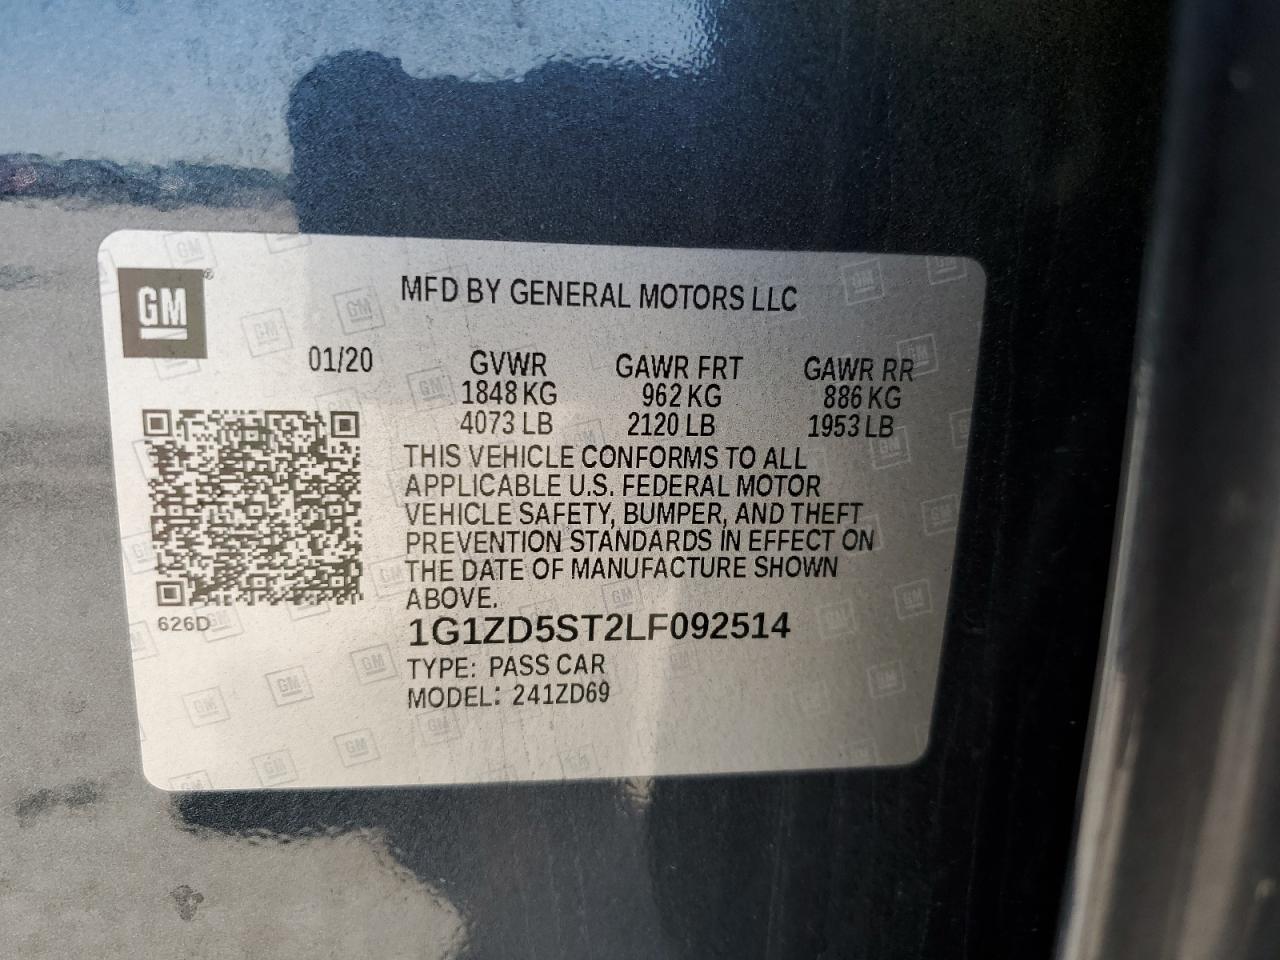 GM
MFD BY GENERAL MOTORS LLC
01/20 GVWR GAWR FRT GAWR RR
1848 KG 962 KG 886 KG
4073 LB 2120 LB 1953 LB
THIS VEHICLE CONFORMS TO ALL
APPLICABLE U.S. FEDERAL MOTOR
VEHICLE SAFETY, BUMPER, AND THEFT
PREVENTION STANDARDS IN EFFECT ON
THE DATE OF MANUFACTURE SHOWN
ABOVE.
626D
1G1ZD5ST2LF092514
TYPE: PASS CAR
MODEL: 241ZD69